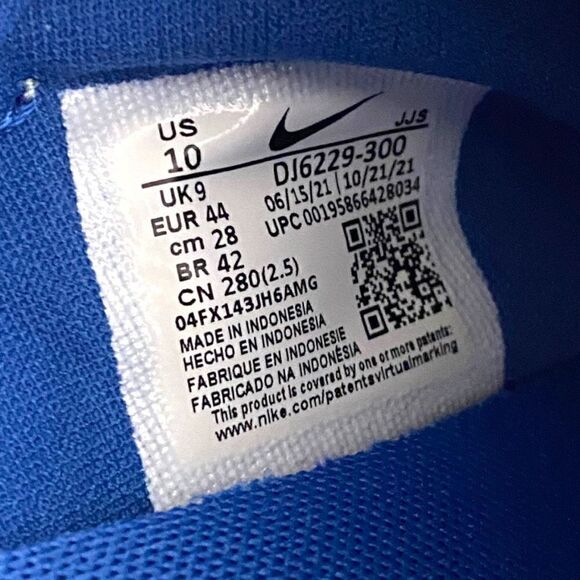 US
10
JJS
DJ6229-300
06/15/21 | 10/21/21
UPC 00195866428034
UK 9
EUR 44
cm 28
BR 42
CN 280(2.5)
04FX143JH6AMG
MADE IN INDONESIA
HECHO EN INDONESIA
FABRIQUE EN INDONESIE
FABRICADO NA INDONÉSIA
This product is covered by one or more patents:
www.nike.com/patentsvirtualmarking